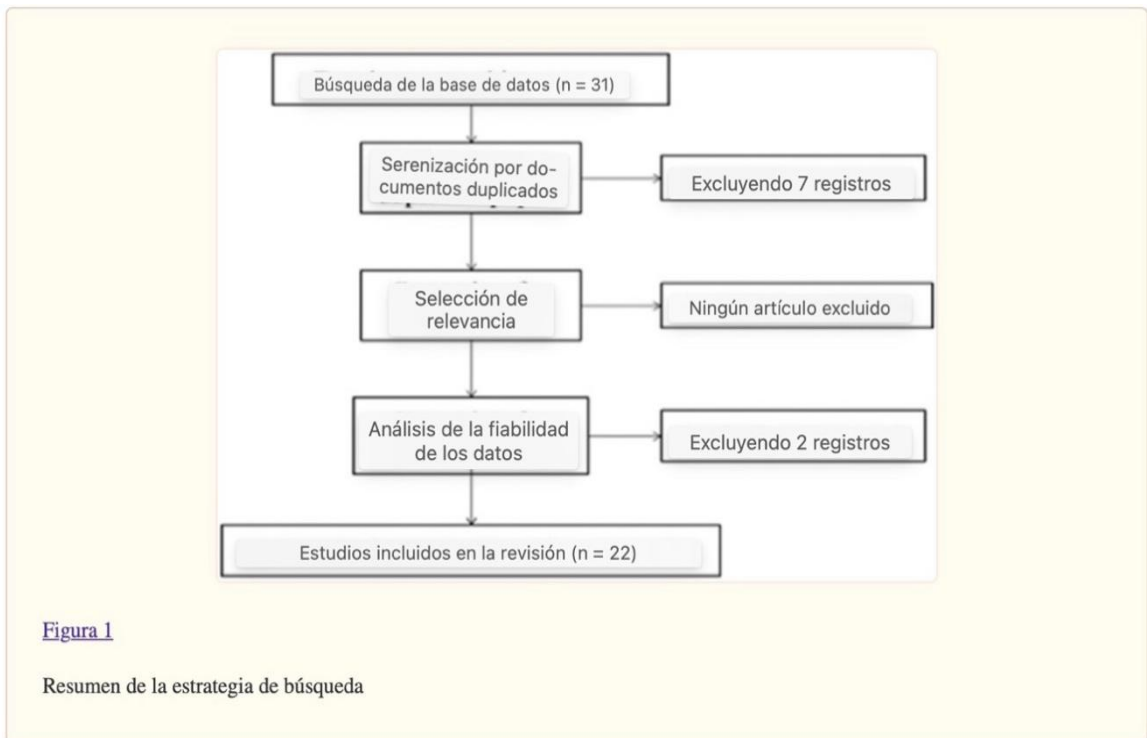 Búsqueda de la base de datos (n = 31)
Serenización por do-
cumentos duplicados
Excluyendo 7 registros
Selección de
relevancia
Ningún artículo excluido
Análisis de la fiabilidad
de los datos
Excluyendo 2 registros
Estudios incluidos en la revisión (n = 22)
Figura 1
Resumen de la estrategia de búsqueda